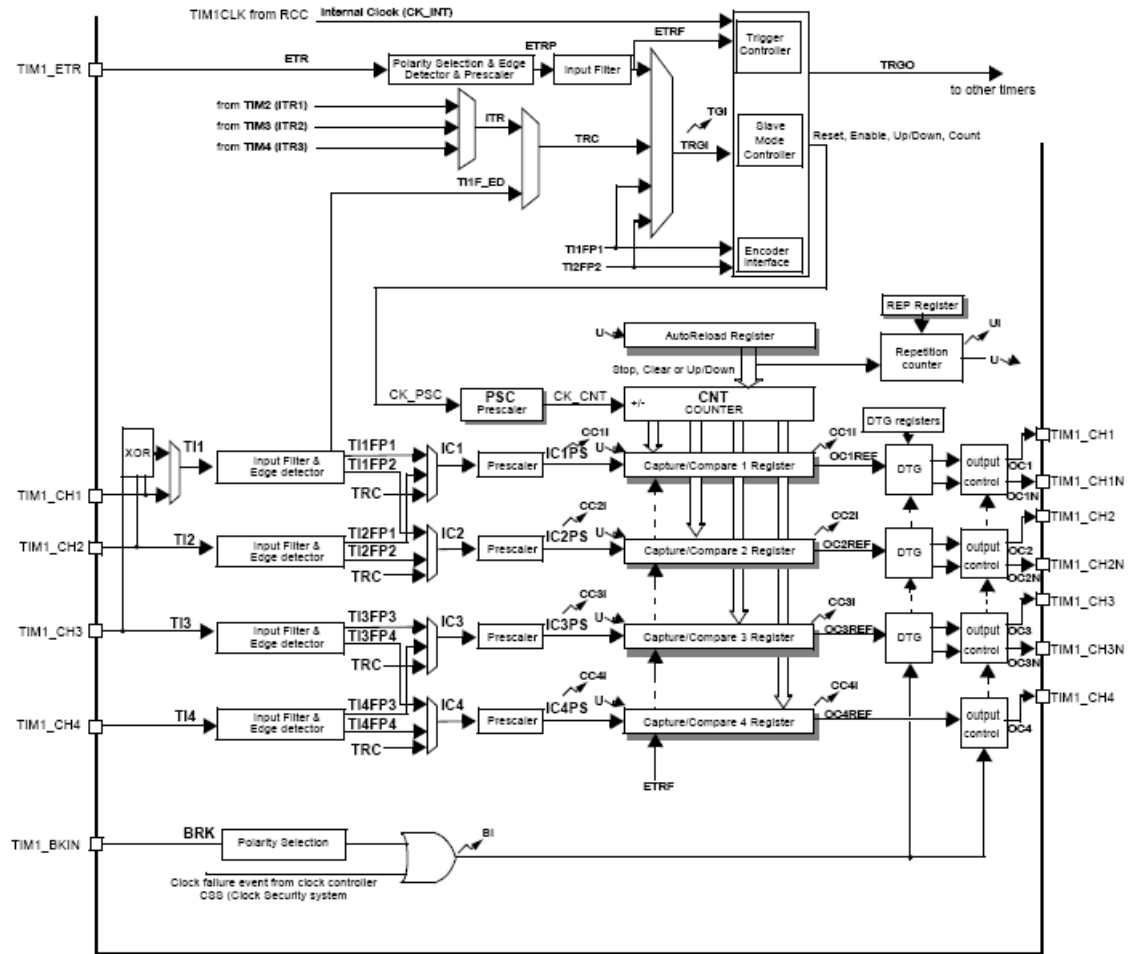 TIM1CLK from RCC
Internal Clock (CK_INT)
TIM1_ETR
ETR
Polarity Selection & Edge
Detector & Prescaler
ETRP
Input Filter
ETRF
Trigger
Controller
TRGO
to other timers
from TIM2 (ITR1)
from TIM3 (ITR2)
from TIM4 (ITR3)
ITR
TI1F_ED
TRC
TGI
TRGI
Slave
Mode
Controller
Reset, Enable, Up/Down, Count
TI1FP1
TI2FP2
Encoder
Interface
REP Register
UI
U
AutoReload Register
Repetition
counter
U
Stop, Clear or Up/Down
CK_PSC
PSC
Prescaler
CK_CNT
+/-
CNT
COUNTER
DTG registers
XOR
TI1
Input Filter &
Edge detector
TI1FP1
TI1FP2
TRC
IC1
Prescaler
IC1PS
CC1I
U
Capture/Compare 1 Register
CC1I
OC1REF
DTG
output
control
OC1
OC1N
TIM1_CH1
TIM1_CH1N
TIM1_CH1
TIM1_CH2
TI2
Input Filter &
Edge detector
TI2FP1
TI2FP2
TRC
IC2
Prescaler
IC2PS
CC2I
U
Capture/Compare 2 Register
CC2I
OC2REF
DTG
output
control
OC2
OC2N
TIM1_CH2
TIM1_CH2N
TIM1_CH3
TI3
Input Filter &
Edge detector
TI3FP3
TI3FP4
TRC
IC3
Prescaler
IC3PS
CC3I
U
Capture/Compare 3 Register
CC3I
OC3REF
DTG
output
control
OC3
OC3N
TIM1_CH3
TIM1_CH3N
TIM1_CH4
TI4
Input Filter &
Edge detector
TI4FP3
TI4FP4
TRC
IC4
Prescaler
IC4PS
CC4I
U
Capture/Compare 4 Register
CC4I
OC4REF
output
control
OC4
TIM1_CH4
ETRF
TIM1_BKIN
BRK
Polarity Selection
BI
Clock failure event from clock controller
CSS (Clock Security system